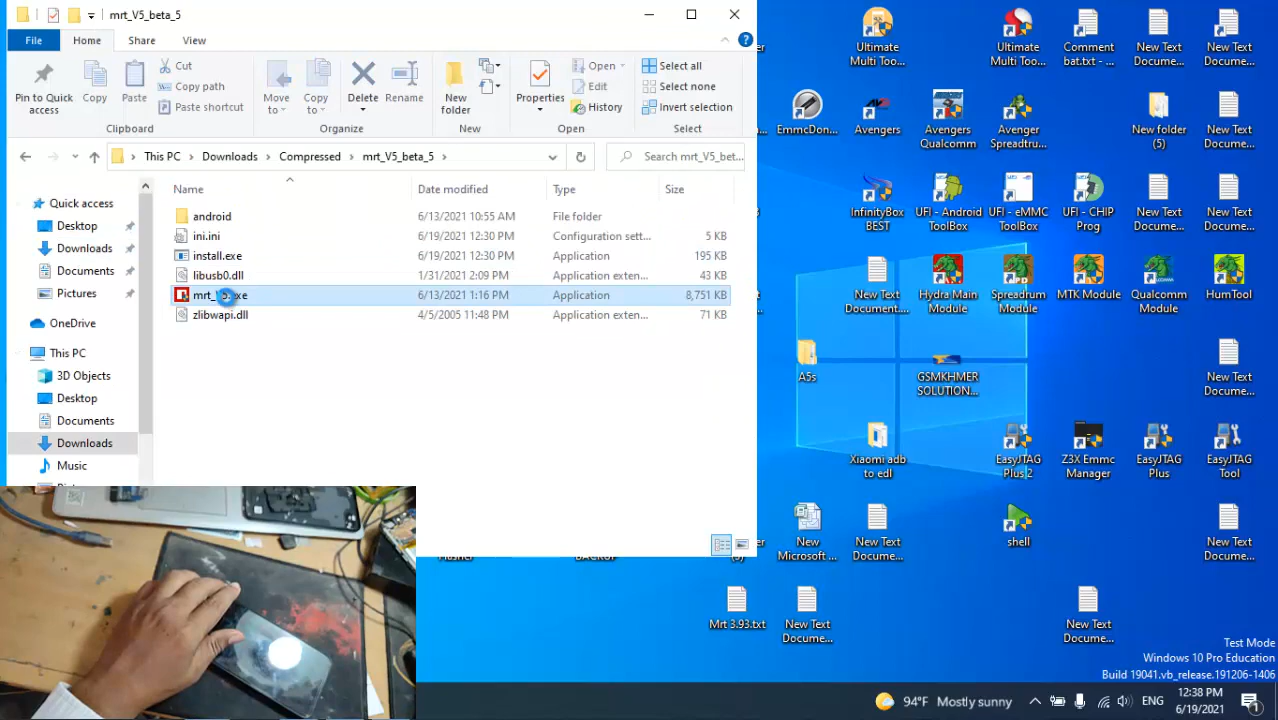 mrt_V5_beta_5
File
Home
Share
View
Pin to Quick access
Copy
Paste
Cut
Copy path
Paste shortcut
Clipboard
Move to
Copy to
Delete
Rename
Organize
New folder
New
Properties
Open
Edit
History
Open
Select all
Select none
Invert selection
Select
This PC > Downloads > Compressed > mrt_V5_beta_5
Search mrt_V5_bet...
Name
Date modified
Type
Size
android 6/13/2021 10:55 AM File folder
ini.ini 6/19/2021 12:30 PM Configuration sett... 5 KB
install.exe 6/19/2021 12:30 PM Application 195 KB
libusb0.dll 1/31/2021 2:09 PM Application exten... 43 KB
6/13/2021 1:16 PM Application 8,751 KB
zlibwapi.dll 4/5/2005 11:48 PM Application exten... 71 KB
Quick access
Desktop
Downloads
Documents
Pictures
OneDrive
This PC
3D Objects
Desktop
Documents
Downloads
Music
Ultimate
Multi Too...
Ultimate
Multi Too...
Comment
bat.txt - ...
New Text
Docume...
New Text
Docume...
EmmcDon...
Avengers
Avengers
Qualcomm
Avenger
Spreadtru...
New folder
(5)
New Text
Docume...
InfinityBox
BEST
UFI - Android
ToolBox
UFI - eMMC
ToolBox
UFI - CHIP
Prog
New Text
Docume...
New Text
Docume...
New Text
Document....
Hydra Main
Module
Spreadrum
Module
MTK Module
Qualcomm
Module
HumTool
A5s
GSMKHMER
SOLUTION...
New Text
Docume...
Xiaomi adb
to edl
EasyJTAG
Plus 2
Z3X Emmc
Manager
EasyJTAG
Plus
EasyJTAG
Tool
New
Microsoft ...
New Text
Docume...
shell
New Text
Docume...
Mrt 3.93.txt
New Text
Docume...
New Text
Docume...
Test Mode
Windows 10 Pro Education
Build 19041.vb_release.191206-1406
94°F Mostly sunny
ENG
12:38 PM
6/19/2021
1